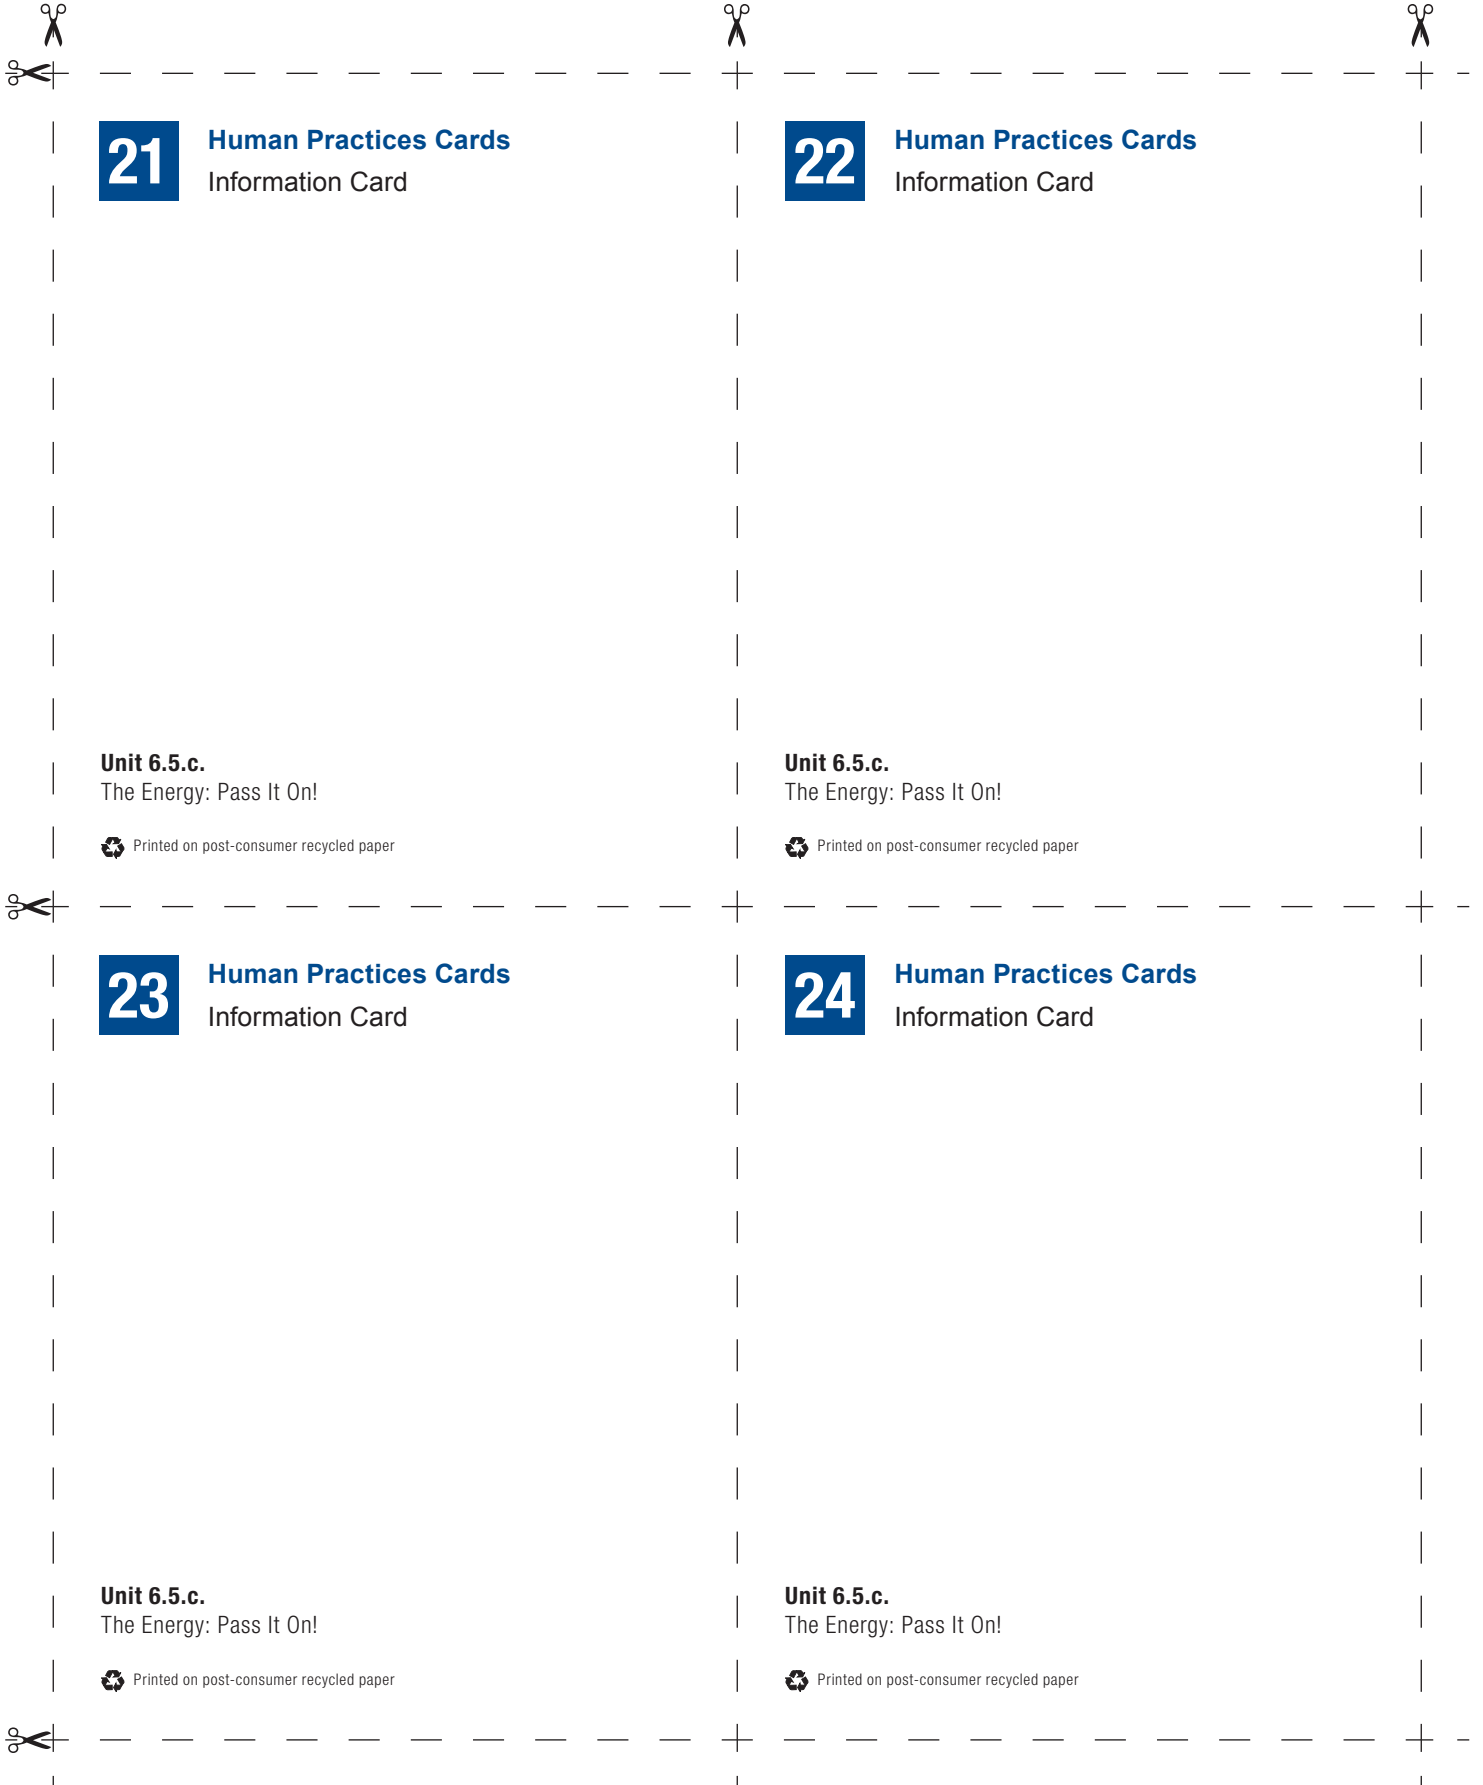 21
Human Practices Cards
Information Card
Unit 6.5.c.
The Energy: Pass It On!
Printed on post-consumer recycled paper
22
Human Practices Cards
Information Card
Unit 6.5.c.
The Energy: Pass It On!
Printed on post-consumer recycled paper
23
Human Practices Cards
Information Card
Unit 6.5.c.
The Energy: Pass It On!
Printed on post-consumer recycled paper
24
Human Practices Cards
Information Card
Unit 6.5.c.
The Energy: Pass It On!
Printed on post-consumer recycled paper